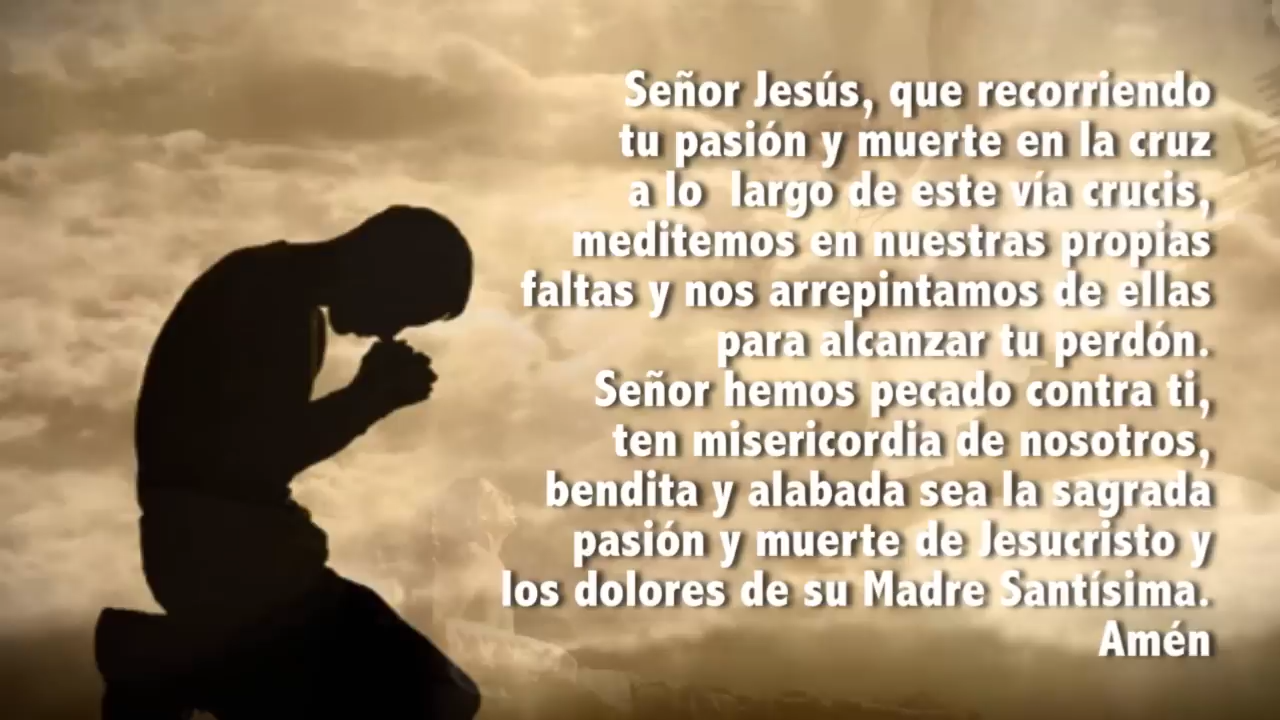 Señor Jesús, que recorriendo
tu pasión y muerte en la cruz
a lo  largo de este vía crucis,
meditemos en nuestras propias
faltas y nos arrepintamos de ellas
para alcanzar tu perdón.
Señor hemos pecado contra ti,
ten misericordia de nosotros,
bendita y alabada sea la sagrada
pasión y muerte de Jesucristo y
los dolores de su Madre Santísima.
Amén